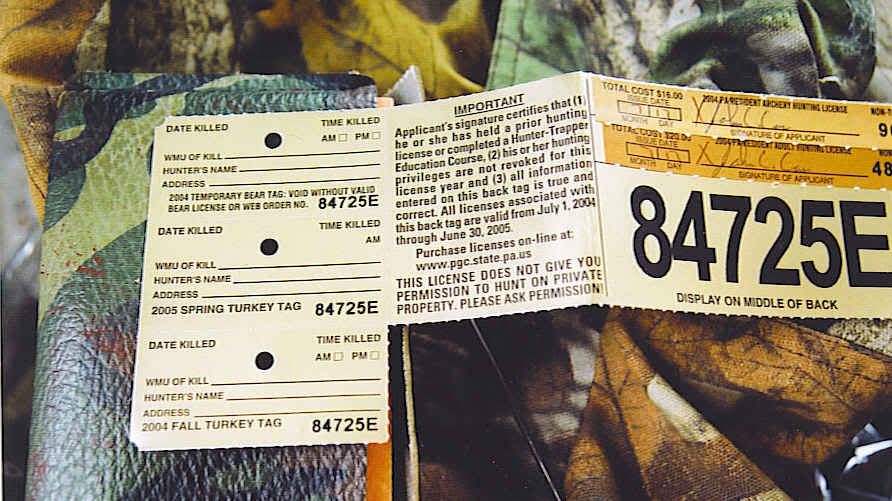 DATE KILLED TIME KILLED
AM PM
WMU OF KILL
HUNTER'S NAME
ADDRESS
2004 TEMPORARY BEAR TAG: VOID WITHOUT VALID
BEAR LICENSE OR WEB ORDER NO. 84725E
DATE KILLED TIME KILLED
AM
WMU OF KILL
HUNTER'S NAME
ADDRESS
2005 SPRING TURKEY TAG 84725E
DATE KILLED TIME KILLED
AM PM
WMU OF KILL
HUNTER'S NAME
ADDRESS
2004 FALL TURKEY TAG 84725E
IMPORTANT
Applicant's signature certifies that (1)
he or she has held a prior hunting
license or completed a Hunter-Trapper
Education Course, (2) his or her hunting
privileges are not revoked for this
license year and (3) all information
entered on this back tag is true and
correct. All licenses associated with
this back tag are valid from July 1, 2004
through June 30, 2005.
Purchase licenses on-line at:
www.pgc.state.pa.us
THIS LICENSE DOES NOT GIVE YOU
PERMISSION TO HUNT ON PRIVATE
PROPERTY. PLEASE ASK PERMISSION!
TOTAL COST $16.00 2004 PA RESIDENT ARCHERY HUNTING LICENSE NON-T
ISSUE DATE X
MONTH DAY SIGNATURE OF APPLICANT 9
TOTAL COST $20.00 2004 PA RESIDENT ADULT HUNTING LICENSE NON
ISSUE DATE X
MONTH DAY SIGNATURE OF APPLICANT 48
84725E
DISPLAY ON MIDDLE OF BACK